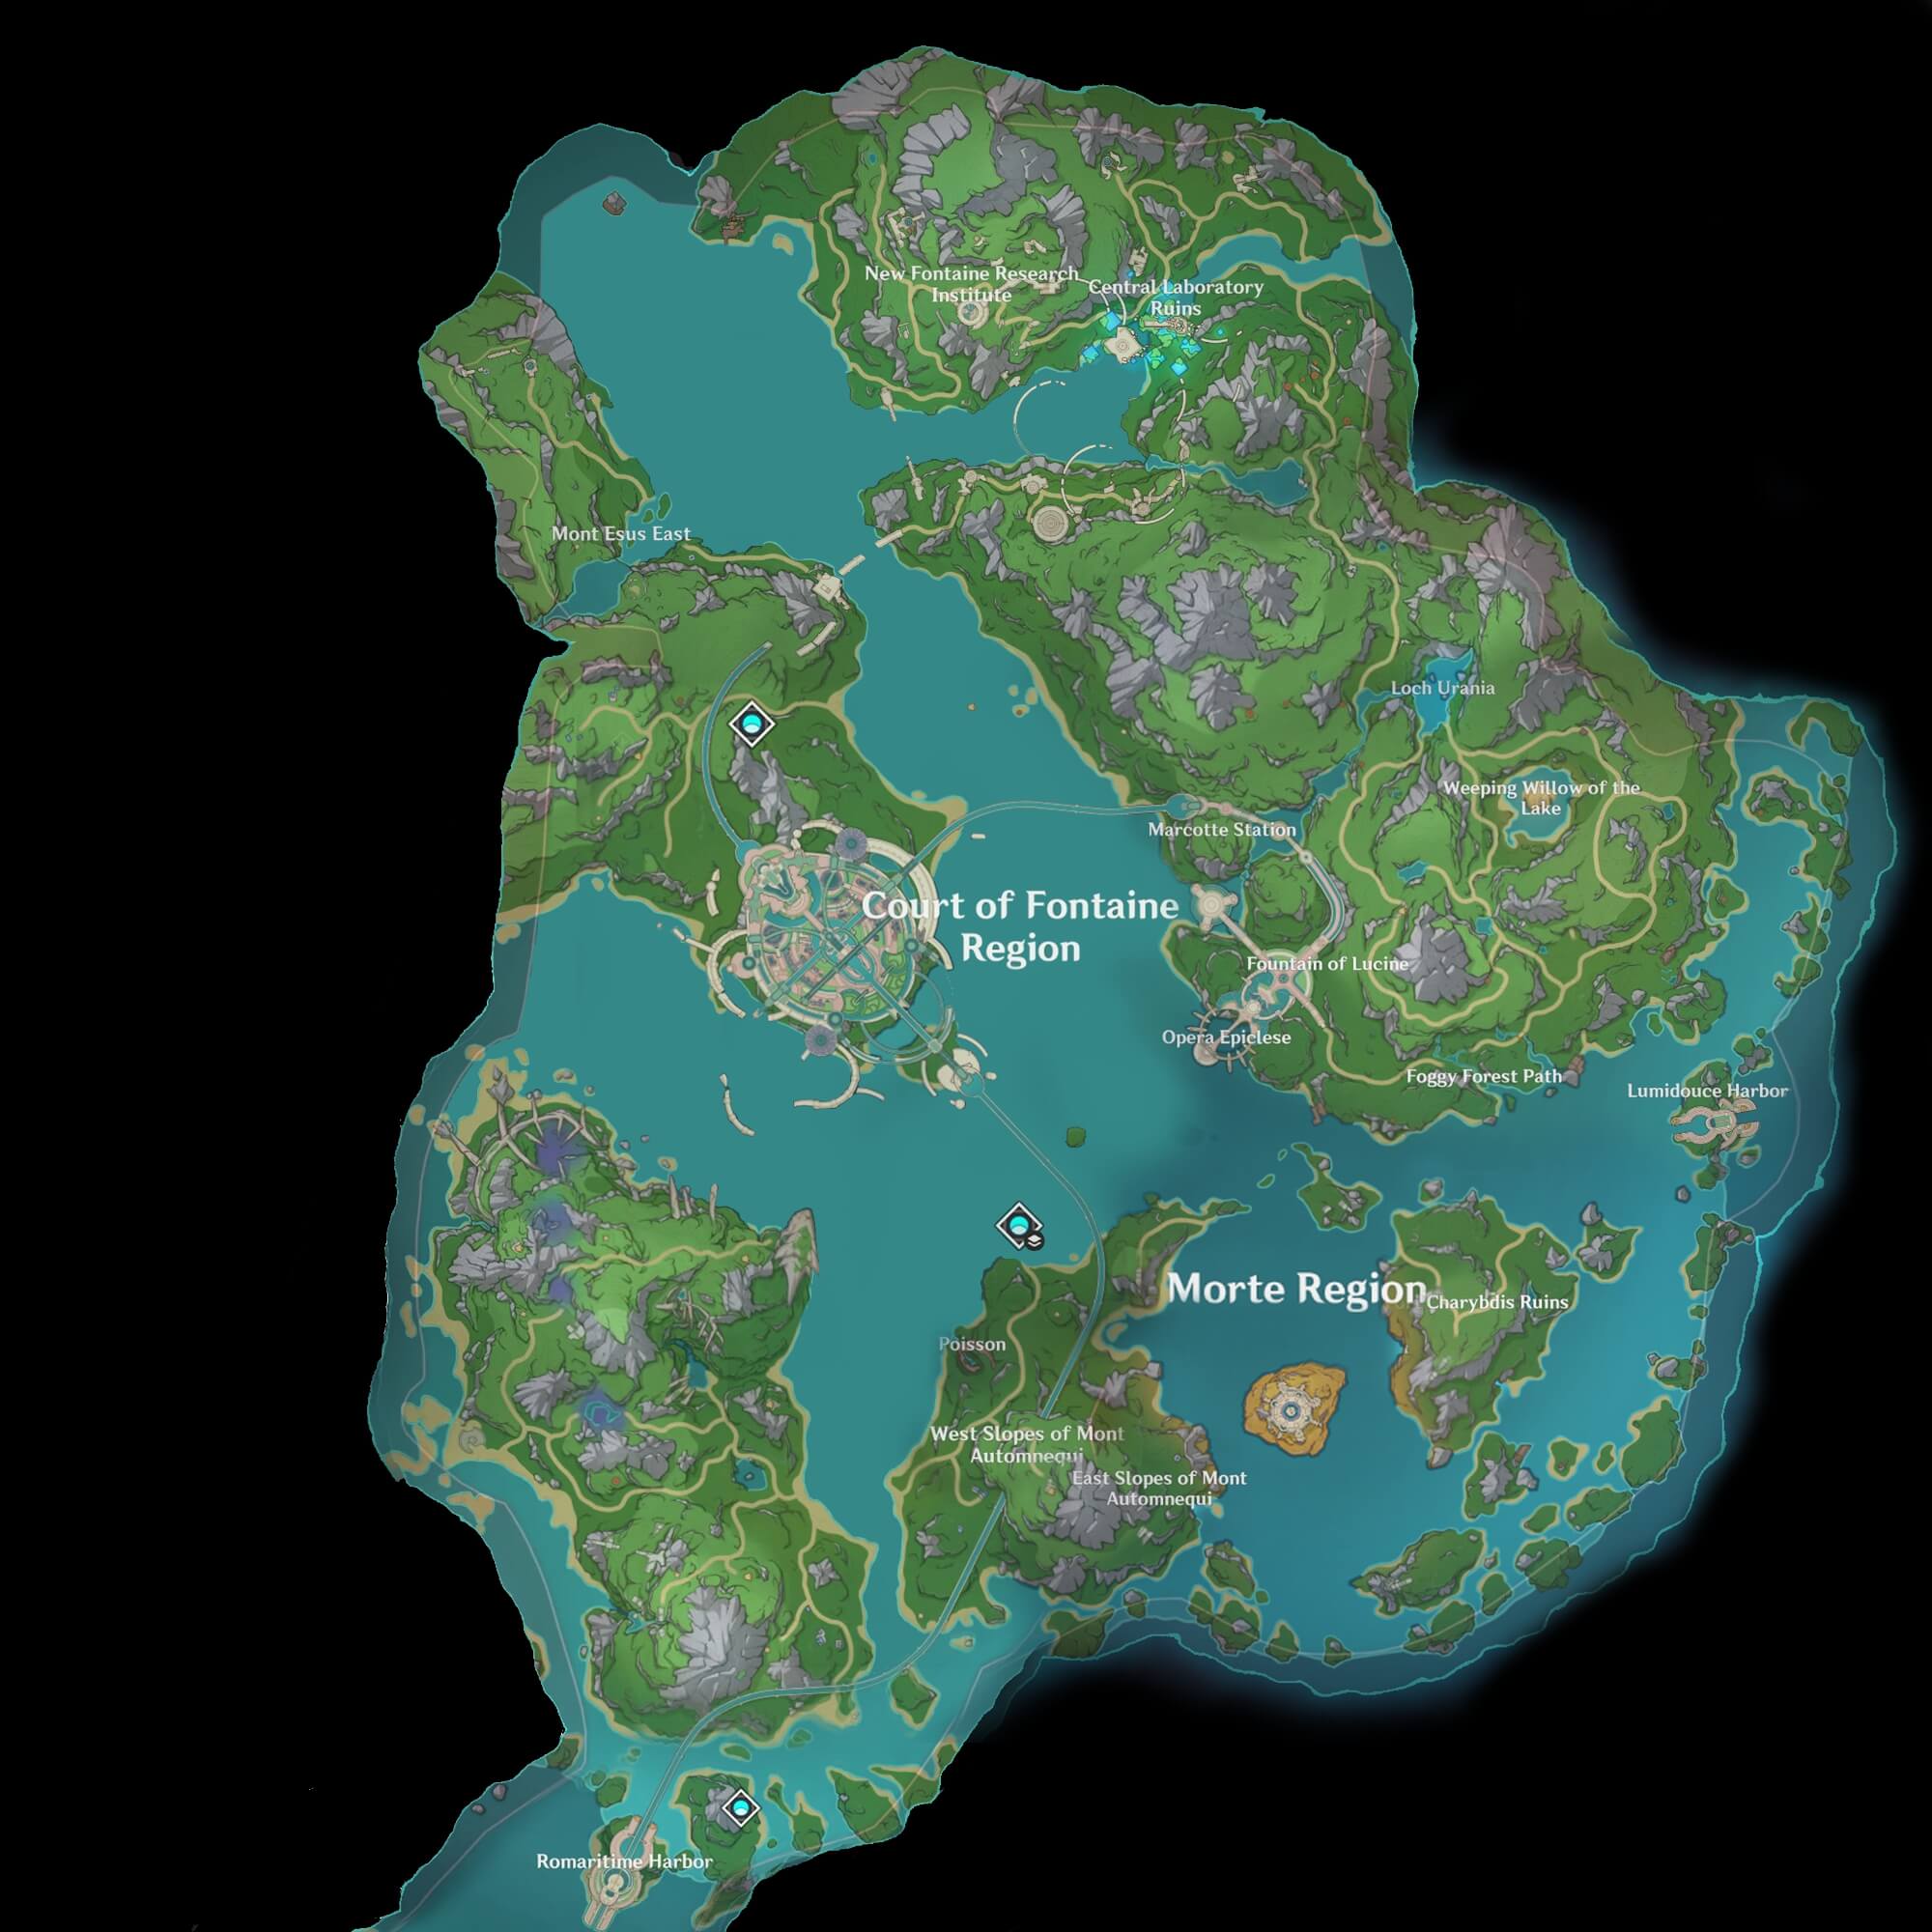 New Fontaine Research
Institute
Central Laboratory
Ruins
Mont Esus East
Loch Urania
Weeping Willow of the
Lake
Marcotte Station
Court of Fontaine
Region
Fountain of Lucine
Opera Epiclese
Foggy Forest Path
Lumidouce Harbor
Morte Region
Charybdis Ruins
Poisson
West Slopes of Mont
Automnequi
East Slopes of Mont
Automnequi
Romaritime Harbor